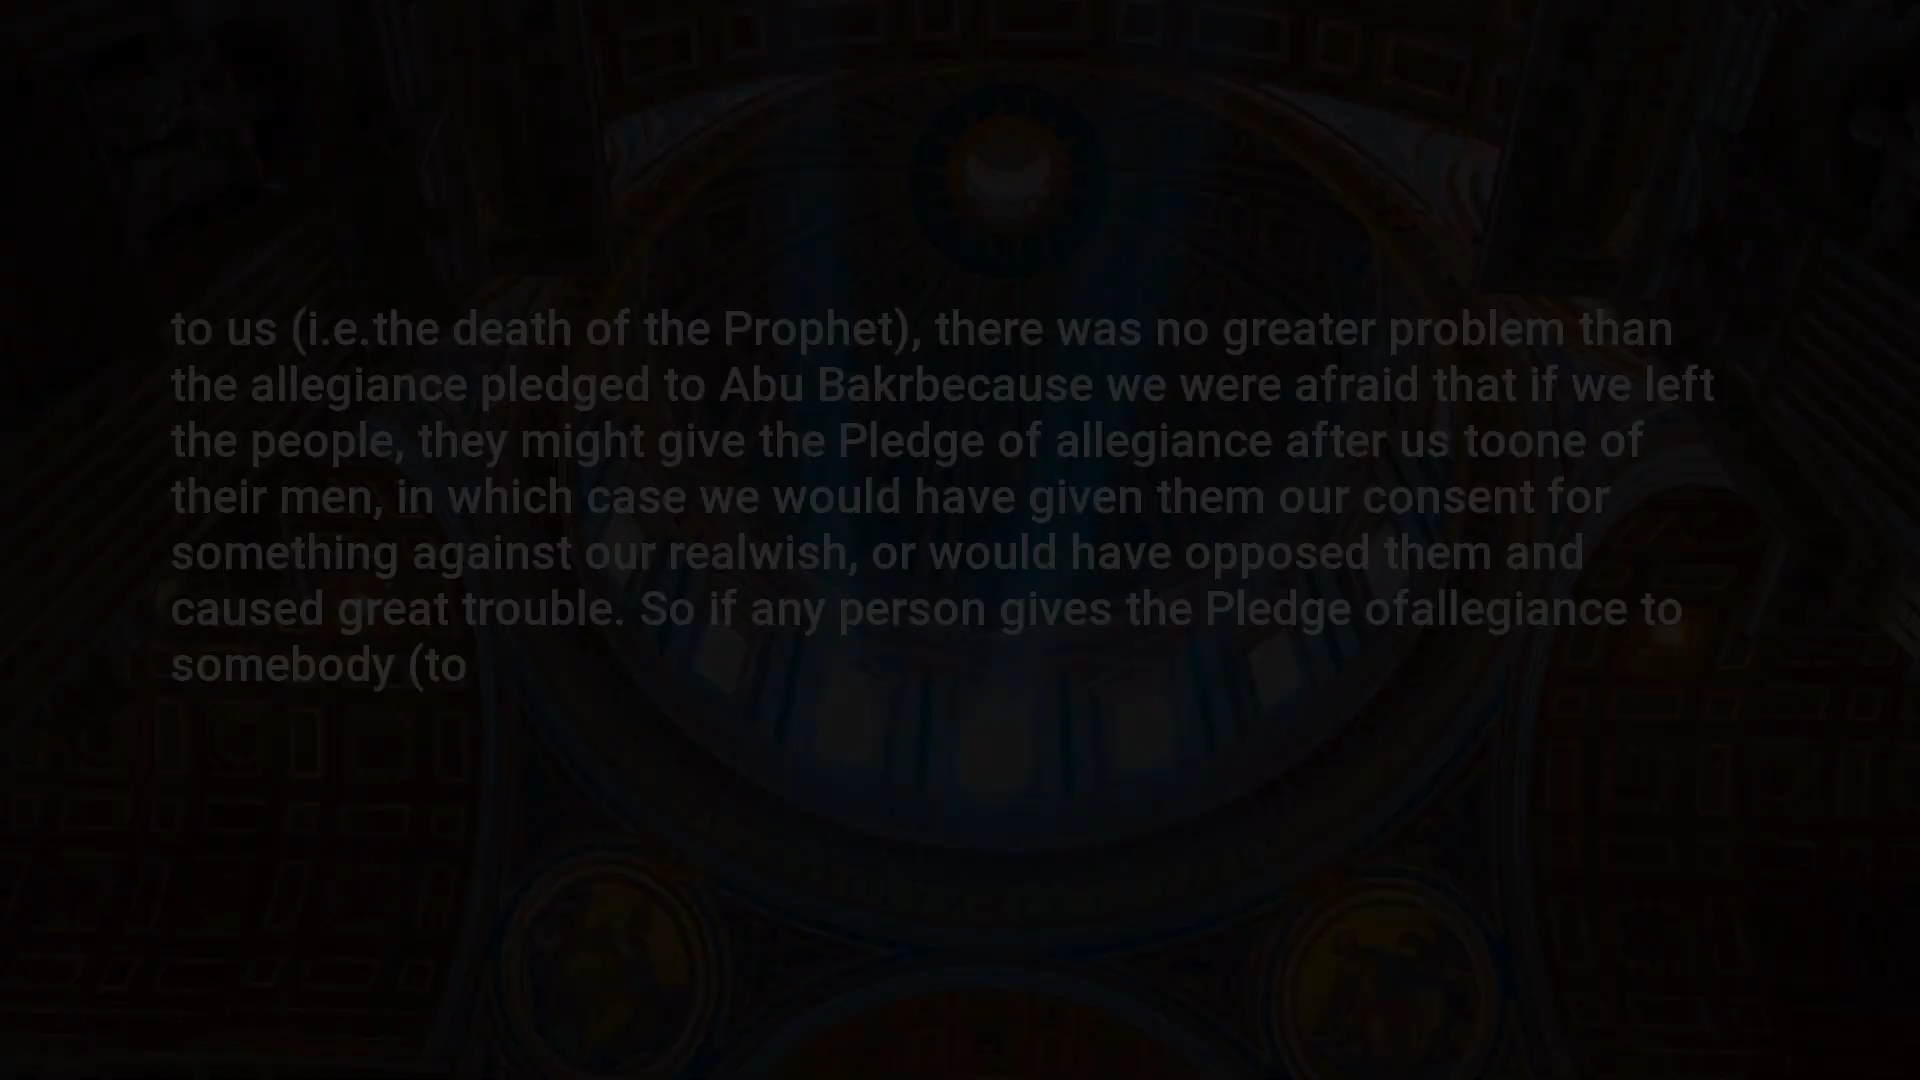 to us (i.e.the death of the Prophet), there was no greater problem than
the allegiance pledged to Abu Bakrbecause we were afraid that if we left
the people, they might give the Pledge of allegiance after us toone of
their men, in which case we would have given them our consent for
something against our realwish, or would have opposed them and
caused great trouble. So if any person gives the Pledge ofallegiance to
somebody (to